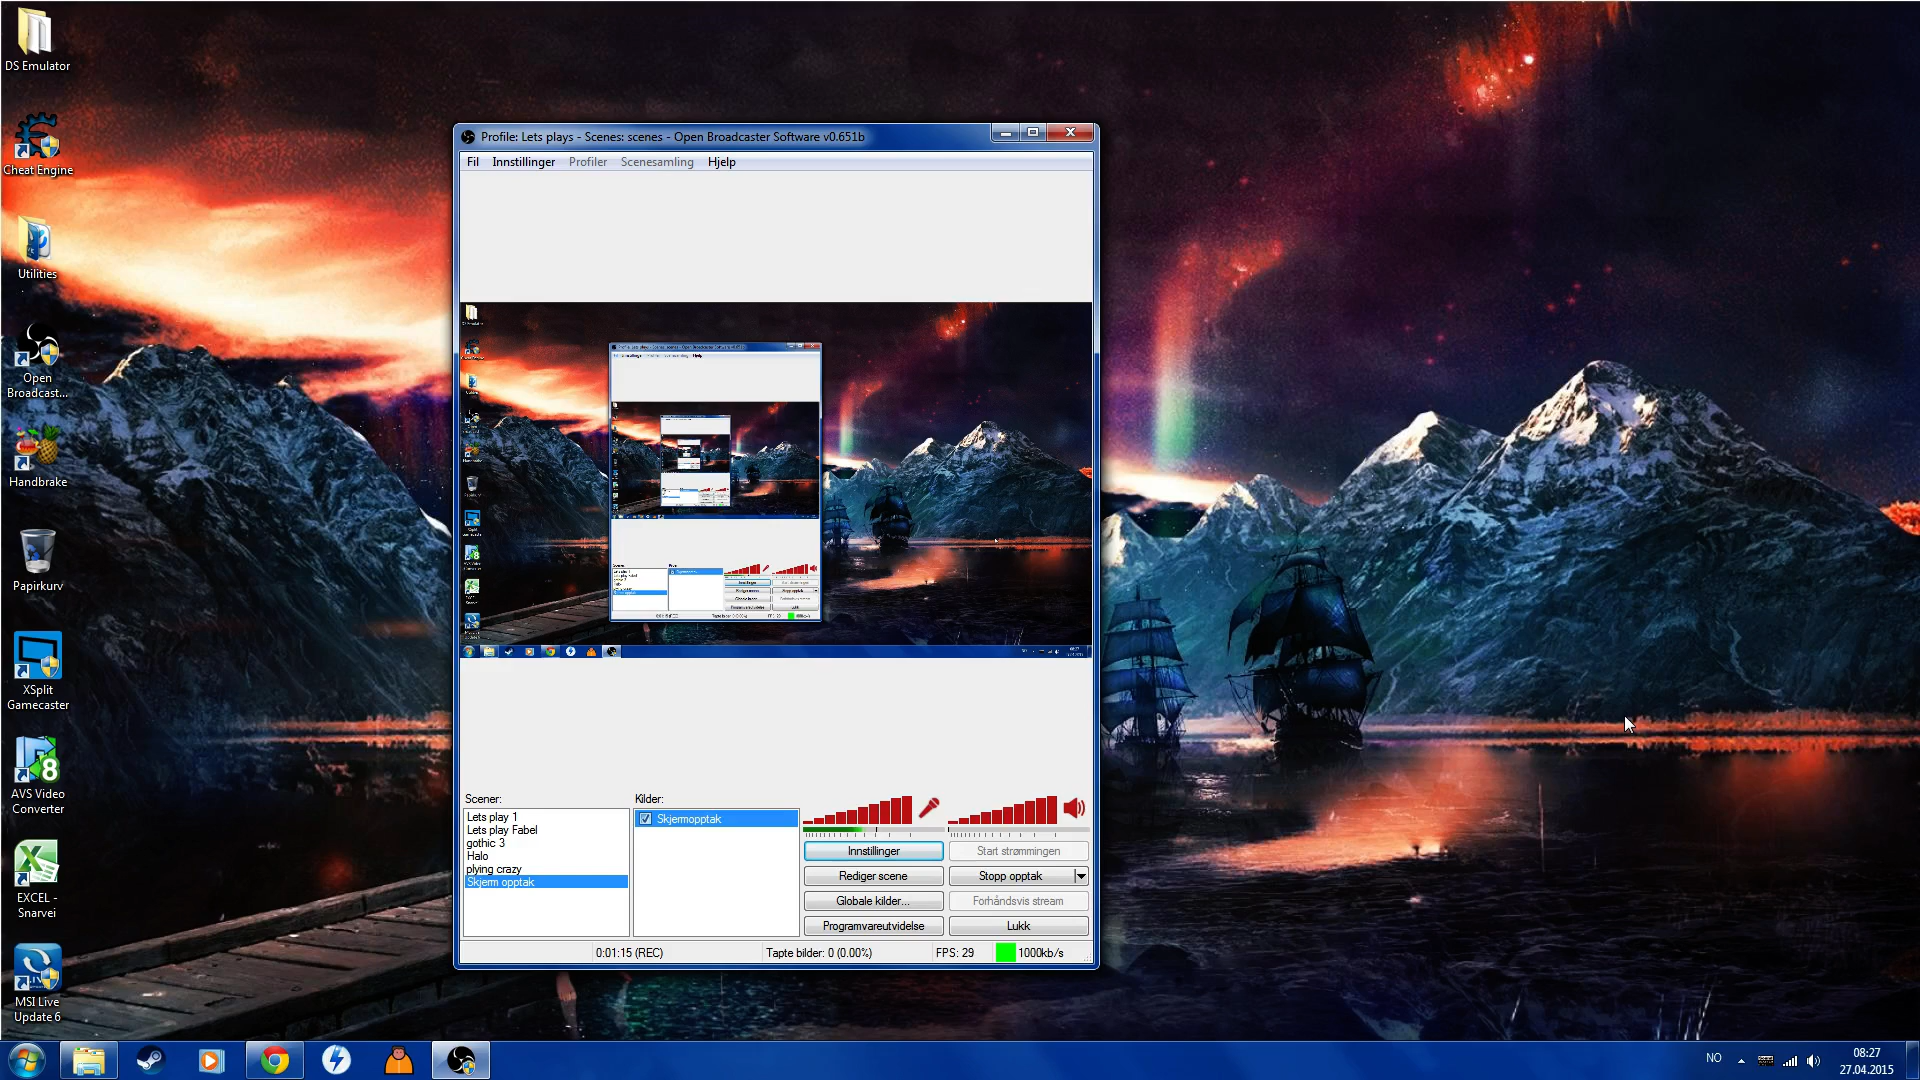 DS Emulator
Cheat Engine
Utilities
Open
Broadcast...
Handbrake
Papirkurv
XSplit
Gamecaster
AVS Video
Converter
EXCEL -
Snarvei
MSI Live
Update 6
Profile: Lets plays - Scenes: scenes - Open Broadcaster Software v0.651b
Fil Innstillinger Profiler Scenesamling Hjelp
Scener:
Lets play 1
Lets play Fabel
gothic 3
Halo
plying crazy
Skjerm opptak
Kilder:
Skjermopptak
Innstillinger Start strømmingen
Rediger scene Stopp opptak
Globale kilder... Forhåndsvis stream
Programvareutvidelse Lukk
0:01:15 (REC) Tapte bilder: 0 (0.00%) FPS: 29 1000kb/s
NO
08:27
27.04.2015